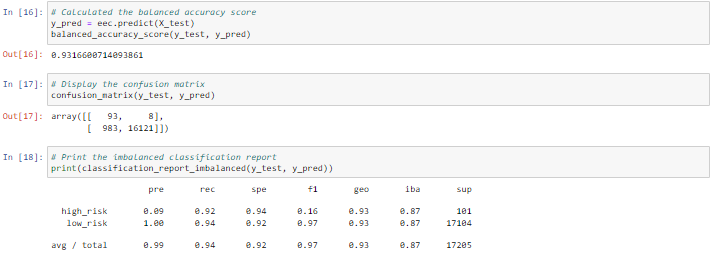 In [16]: # Calculated the balanced accuracy score
y_pred = eec.predict(X_test)
balanced_accuracy_score(y_test, y_pred)
Out[16]: 0.9316600714093861
In [17]: # Display the confusion matrix
confusion_matrix(y_test, y_pred)
Out[17]: array([[   93,     8],
[  983, 16121]])
In [18]: # Print the imbalanced classification report
print(classification_report_imbalanced(y_test, y_pred))
pre rec spe f1 geo iba sup
high_risk 0.09 0.92 0.94 0.16 0.93 0.87 101
low_risk 1.00 0.94 0.92 0.97 0.93 0.87 17104
avg / total 0.99 0.94 0.92 0.97 0.93 0.87 17205